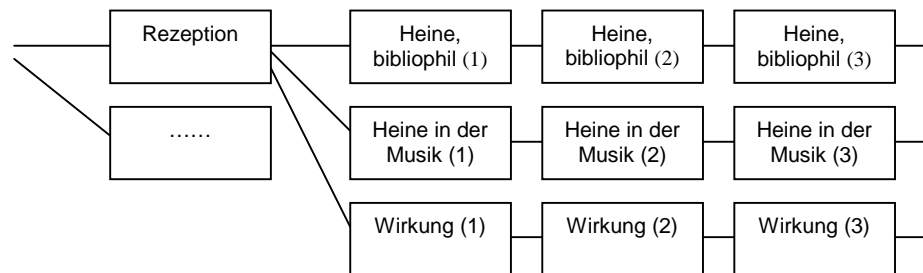 Rezeption
Heine,
bibliophil (1)
Heine,
bibliophil (2)
Heine,
bibliophil (3)
……
Heine in der
Musik (1)
Heine in der
Musik (2)
Heine in der
Musik (3)
Wirkung (1)
Wirkung (2)
Wirkung (3)